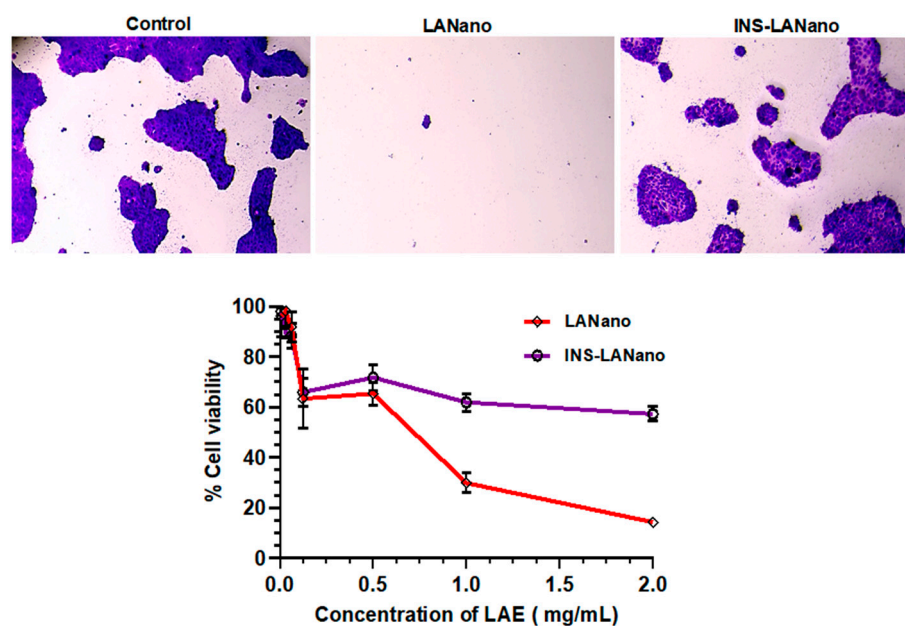 Control
LANano
INS-LANano
100
80
60
40
20
0
% Cell viability
LANano
INS-LANano
0.0
0.5
1.0
1.5
2.0
Concentration of LAE ( mg/mL)